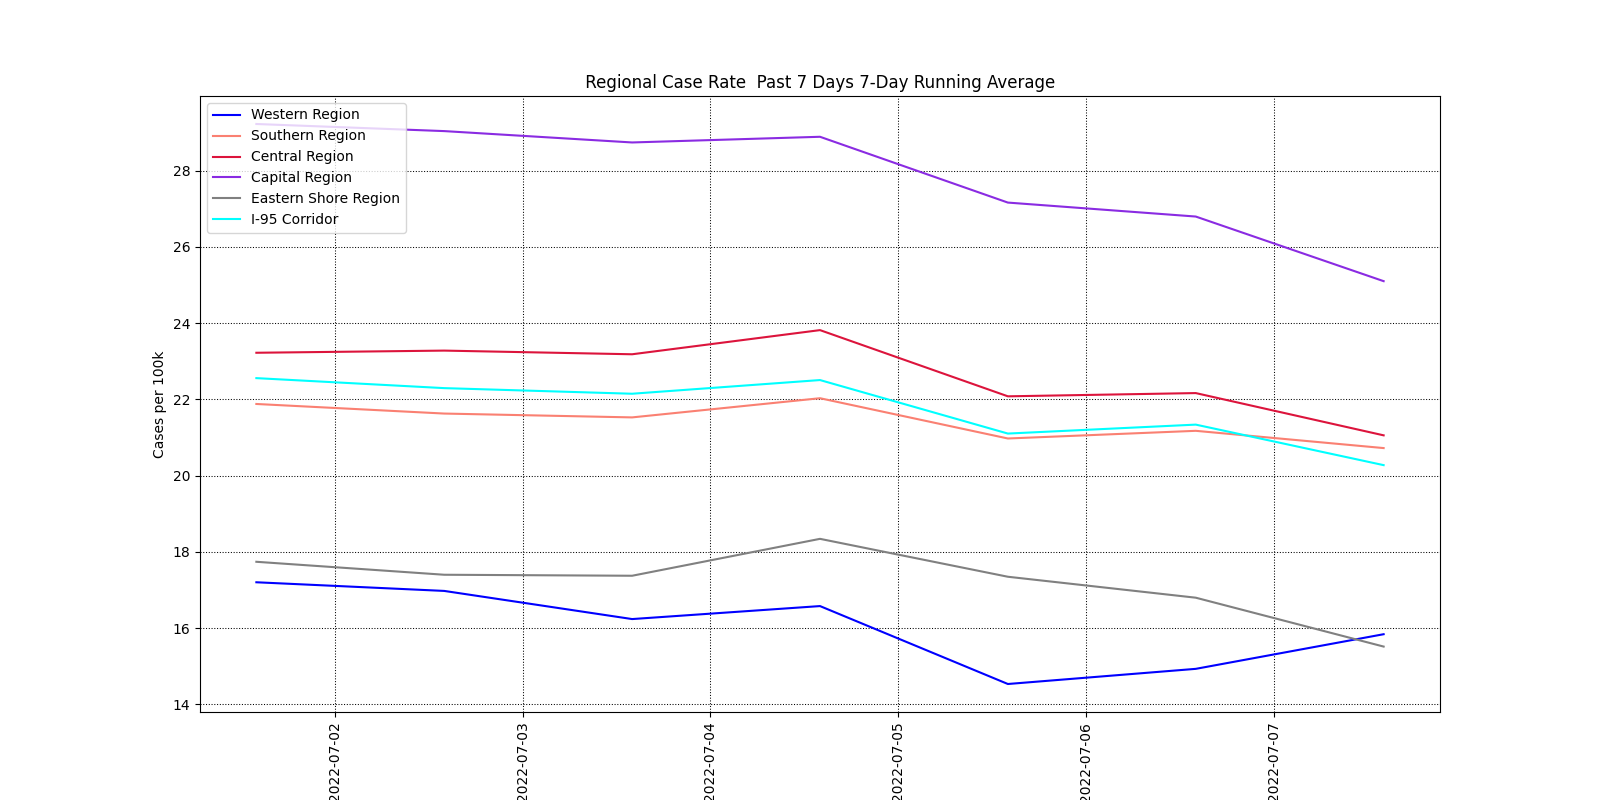 Regional Case Rate  Past 7 Days 7-Day Running Average
Western Region
Southern Region
Central Region
Capital Region
Eastern Shore Region
I-95 Corridor
Cases per 100k
28
26
24
22
20
18
16
14
2022-07-02
2022-07-03
2022-07-04
2022-07-05
2022-07-06
2022-07-07